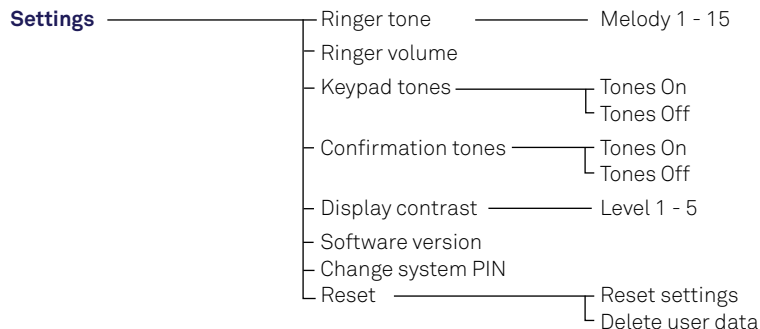 Settings Ringer tone Melody 1 - 15
Ringer volume
Keypad tones Tones On
Tones Off
Confirmation tones Tones On
Tones Off
Display contrast Level 1 - 5
Software version
Change system PIN
Reset Reset settings
Delete user data